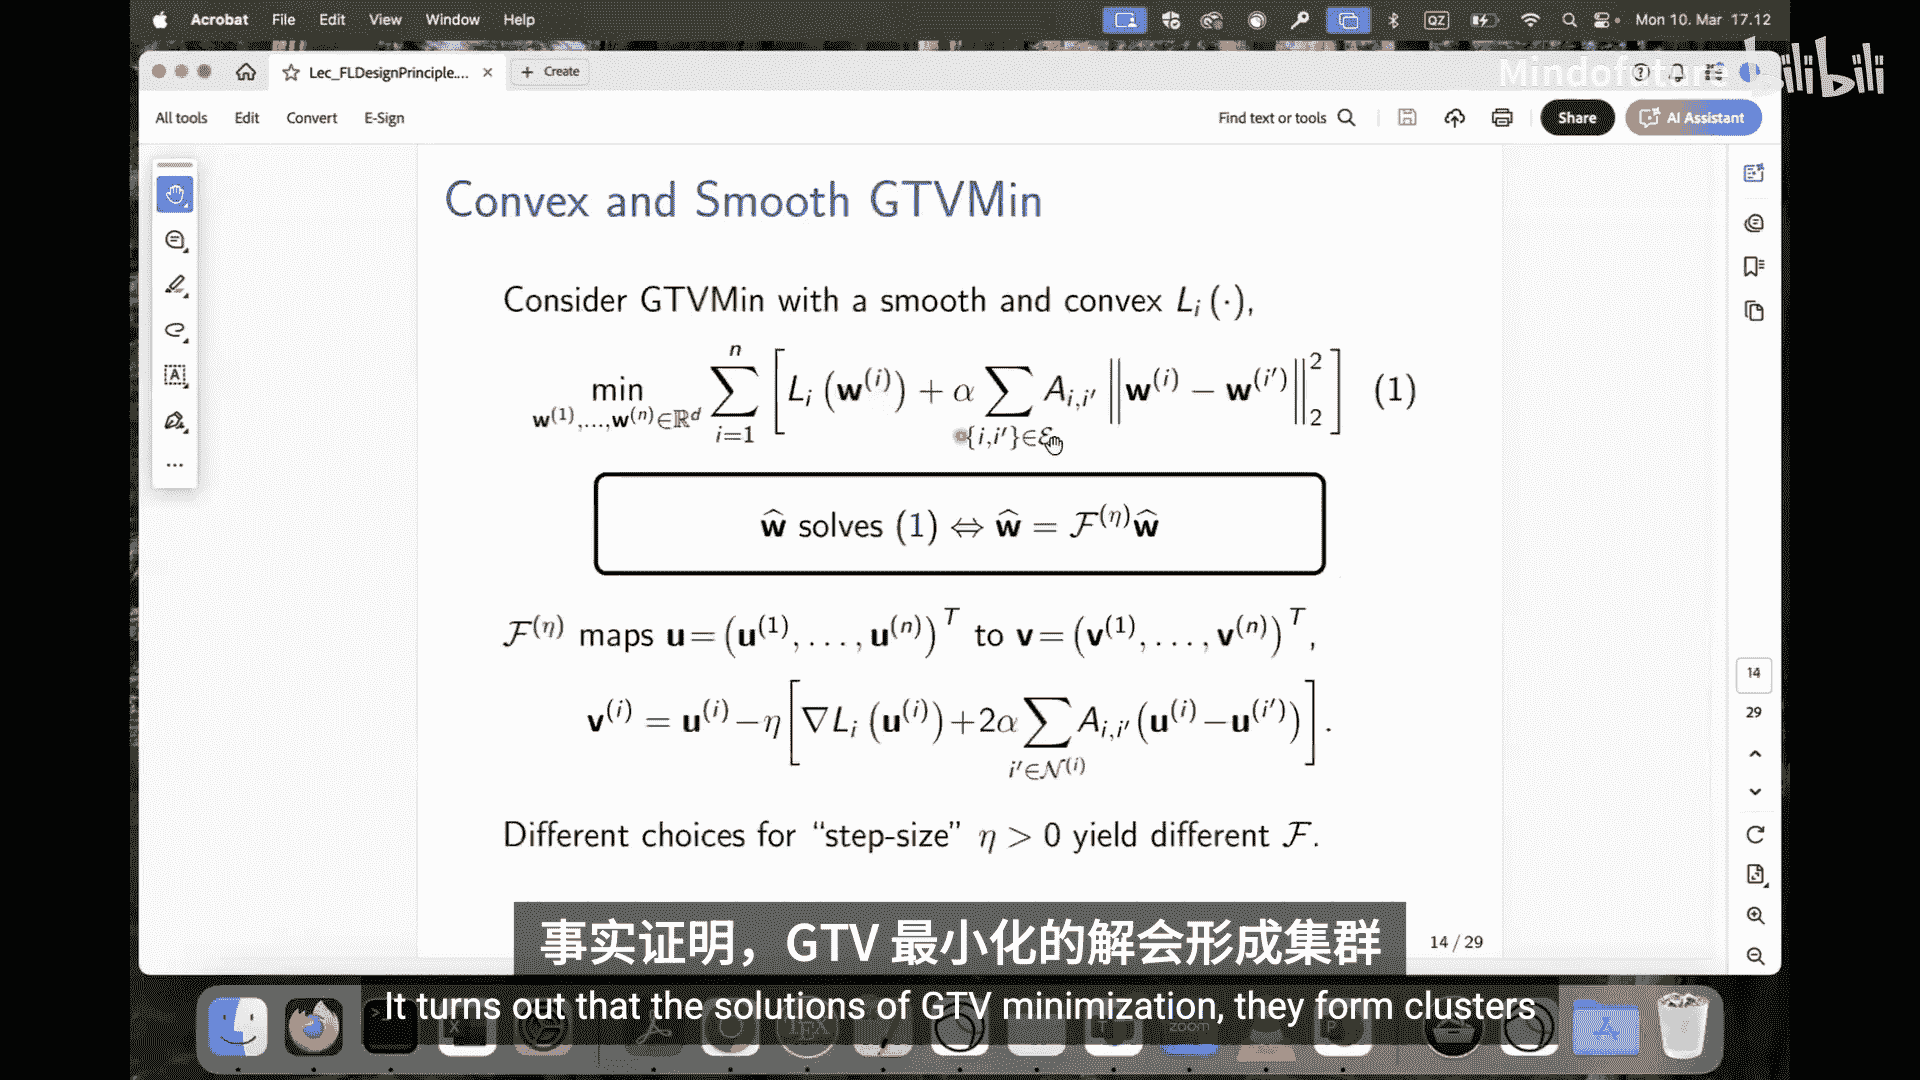 Acrobat File Edit View Window Help
QZ
Mon 10. Mar 17.12
Lec_FLDesignPrinciple....
+ Create
Mindofuture
bilibili
All tools Edit Convert E-Sign
Find text or tools
Share
AI Assistant
Convex and Smooth GTVMin
Consider GTVMin with a smooth and convex L_i (·),
min_{w^{(1)},...,w^{(n)}∈ℝ^d} ∑_{i=1}^{n} [ L_i (w^{(i)}) + α ∑_{{i,i′}∈ℰ} A_{i,i′} ‖w^{(i)} − w^{(i′)}‖_2^2 ] (1)
ŵ solves (1) ⇔ ŵ = ℱ^{(η)}ŵ
ℱ^{(η)} maps u=(u^{(1)}, . . . , u^{(n)})^T to v=(v^{(1)}, . . . , v^{(n)})^T,
v^{(i)} = u^{(i)}−η[∇L_i (u^{(i)})+2α∑_{i′∈𝒩^{(i)}} A_{i,i′}(u^{(i)}−u^{(i′)})].
Different choices for “step-size” η > 0 yield different ℱ.
14 / 29
14
29
事实证明，GTV 最小化的解会形成集群
It turns out that the solutions of GTV minimization, they form clusters
zoom